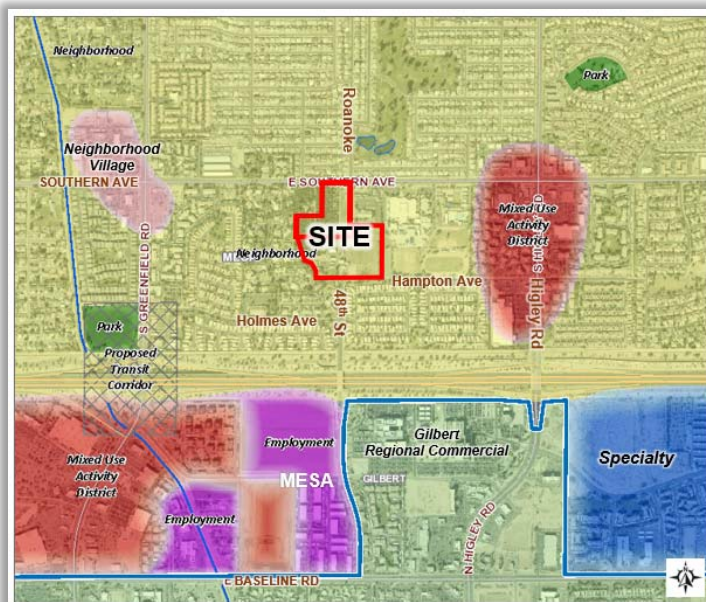 Neighborhood
Park
Roanoke
Neighborhood
Village
SOUTHERN AVE
E SOUTHERN AVE
Mixed Use
Activity
District
SITE
Neighborhood
S GREENFIELD RD
Hampton Ave
Higley Rd
48th St
Holmes Ave
Park
Proposed
Transit
Corridor
Employment
Gilbert
Regional Commercial
Specialty
Mixed Use
Activity
District
MESA
GILBERT
Employment
N HIGLEY RD
E BASELINE RD